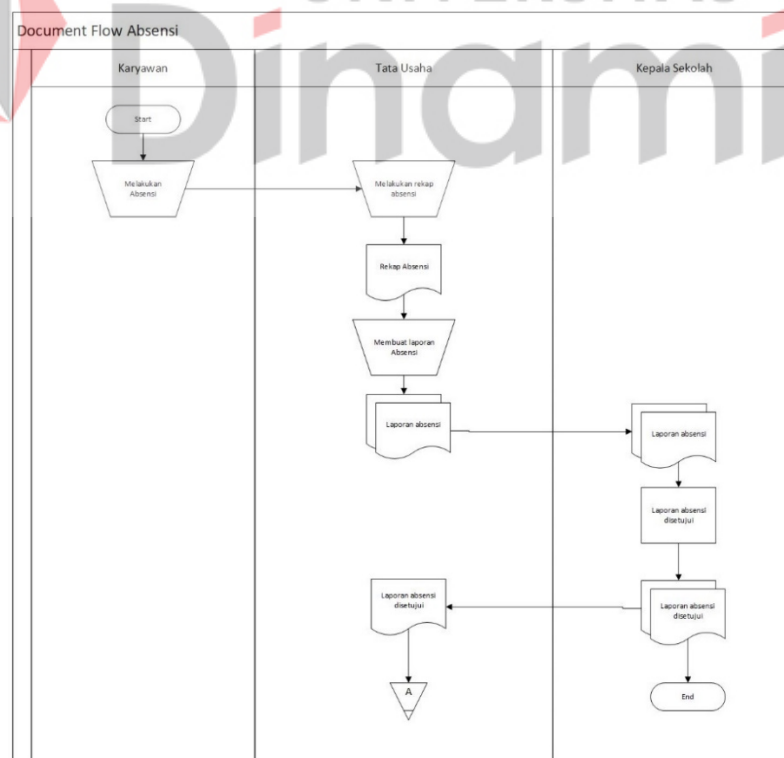 Document Flow Absensi
Karyawan
Tata Usaha
Kepala Sekolah
Start
Melakukan
Absensi
Melakukan rekap
absensi
Rekap Absensi
Membuat laporan
Absensi
Laporan absensi
Laporan absensi
Laporan absensi
disetujui
Laporan absensi
disetujui
Laporan absensi
disetujui
A
End